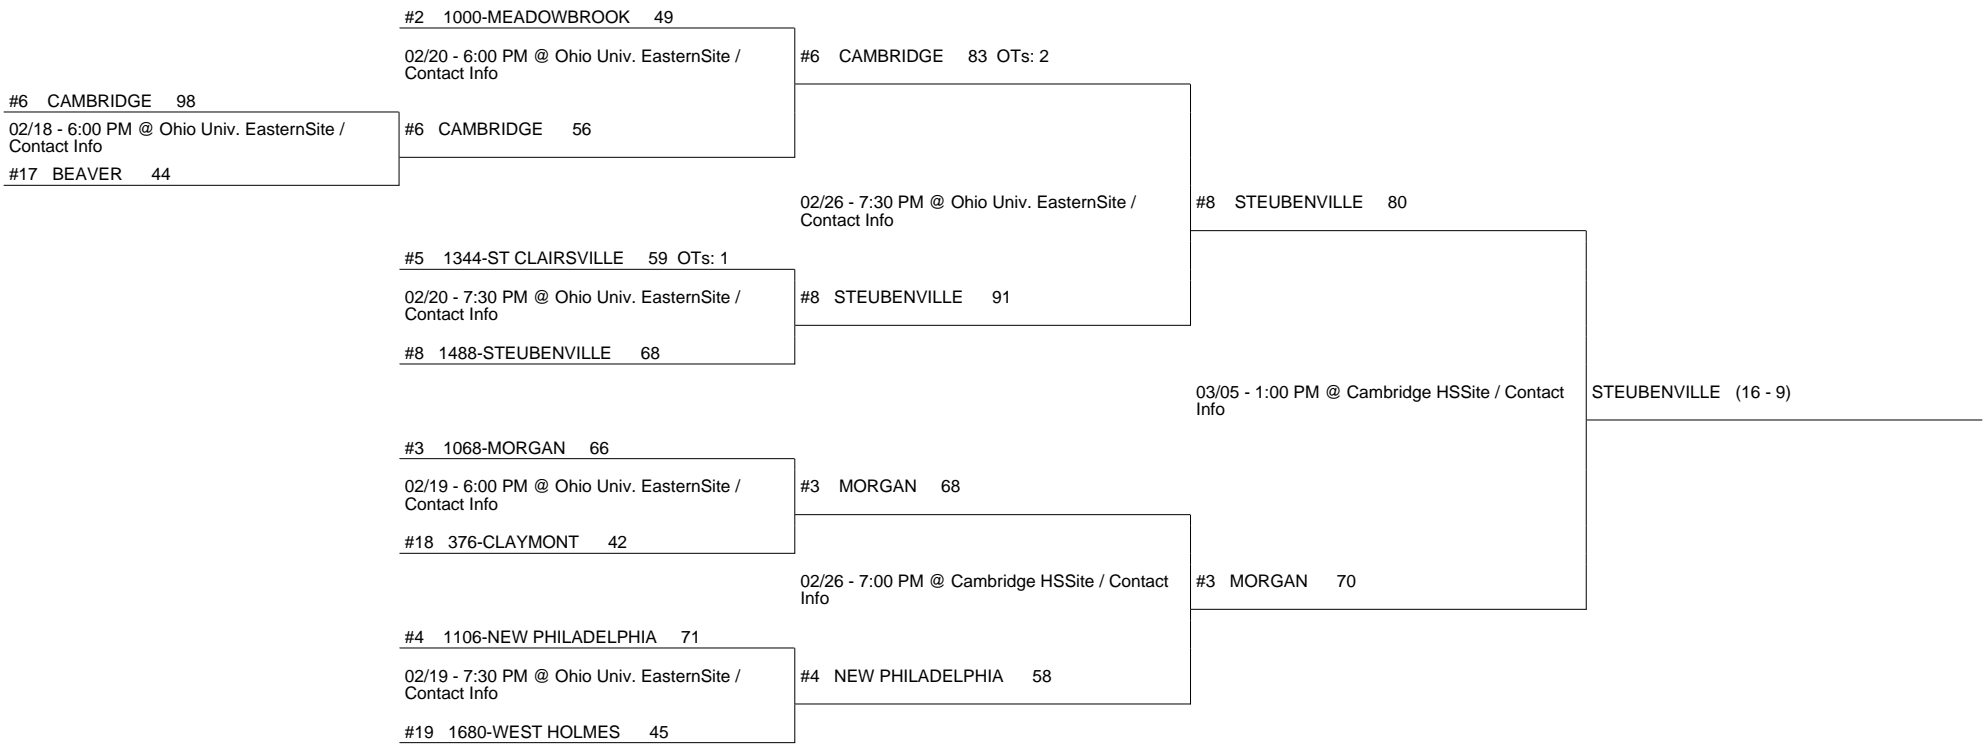 #2 1000-MEADOWBROOK 49
02/20 - 6:00 PM @ Ohio Univ. EasternSite /
Contact Info
#6 CAMBRIDGE 83 OTs: 2
#6 CAMBRIDGE 98
02/18 - 6:00 PM @ Ohio Univ. EasternSite /
Contact Info
#6 CAMBRIDGE 56
#17 BEAVER 44
02/26 - 7:30 PM @ Ohio Univ. EasternSite /
Contact Info
#8 STEUBENVILLE 80
#5 1344-ST CLAIRSVILLE 59 OTs: 1
02/20 - 7:30 PM @ Ohio Univ. EasternSite /
Contact Info
#8 STEUBENVILLE 91
#8 1488-STEUBENVILLE 68
03/05 - 1:00 PM @ Cambridge HSSite / Contact
Info
STEUBENVILLE (16 - 9)
#3 1068-MORGAN 66
02/19 - 6:00 PM @ Ohio Univ. EasternSite /
Contact Info
#3 MORGAN 68
#18 376-CLAYMONT 42
02/26 - 7:00 PM @ Cambridge HSSite / Contact
Info
#3 MORGAN 70
#4 1106-NEW PHILADELPHIA 71
02/19 - 7:30 PM @ Ohio Univ. EasternSite /
Contact Info
#4 NEW PHILADELPHIA 58
#19 1680-WEST HOLMES 45